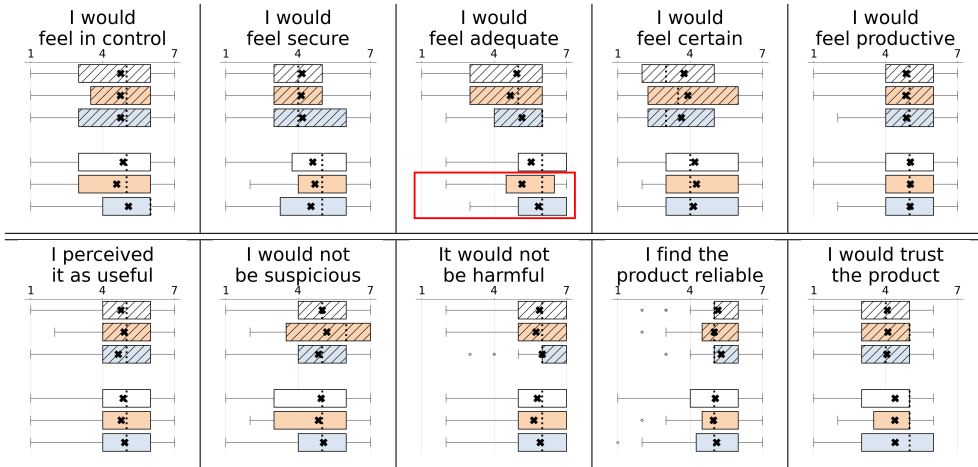 I would
feel in control
1 4 7
I would
feel secure
1 4 7
I would
feel adequate
1 4 7
I would
feel certain
1 4 7
I would
feel productive
1 4 7
I perceived
it as useful
1 4 7
I would not
be suspicious
1 4 7
It would not
be harmful
1 4 7
I find the
product reliable
1 4 7
I would trust
the product
1 4 7